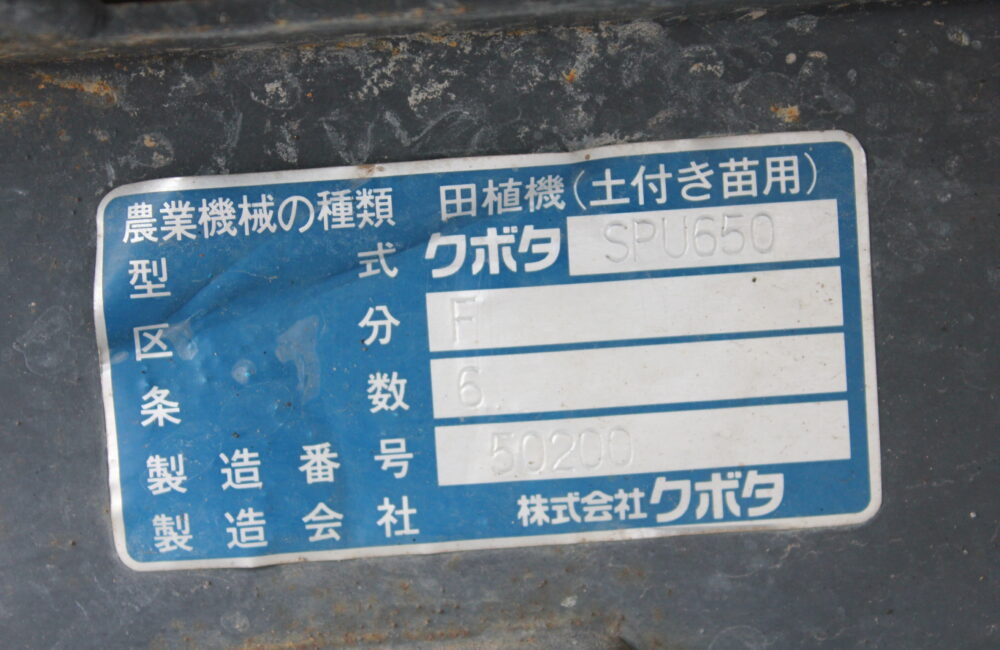 農業機械の種類 田植機(土付き苗用)
型式 クボタ SPU650
区分 F
条数 6
製造番号 50200
製造会社 株式会社クボタ